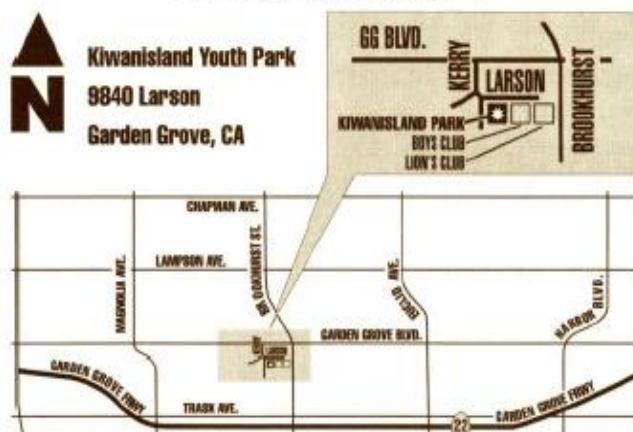 N
Kiwanisland Youth Park
9840 Larson
Garden Grove, CA
GG BLVD.
KERRY
LARSON
BROOKHURST
KIWANISLAND PARK
BOYS CLUB
LION'S CLUB
CHAPMAN AVE.
LAMPSON AVE.
MAGNOLIA AVE.
BROOKHURST ST.
EUCLID AVE.
HARBOR BLVD.
GARDEN GROVE BLVD.
KERRY
LARSON
GARDEN GROVE FRWY
TRASK AVE.
22
GARDEN GROVE FRWY